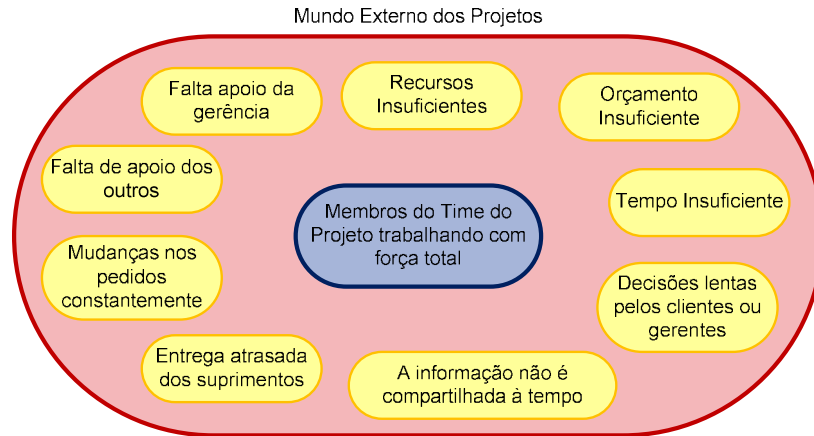 Mundo Externo dos Projetos
Falta apoio da
gerência
Recursos
Insuficientes
Orçamento
Insuficiente
Falta de apoio dos
outros
Tempo Insuficiente
Membros do Time do
Projeto trabalhando com
força total
Mudanças nos
pedidos
constantemente
Decisões lentas
pelos clientes ou
gerentes
Entrega atrasada
dos suprimentos
A informação não é
compartilhada à tempo